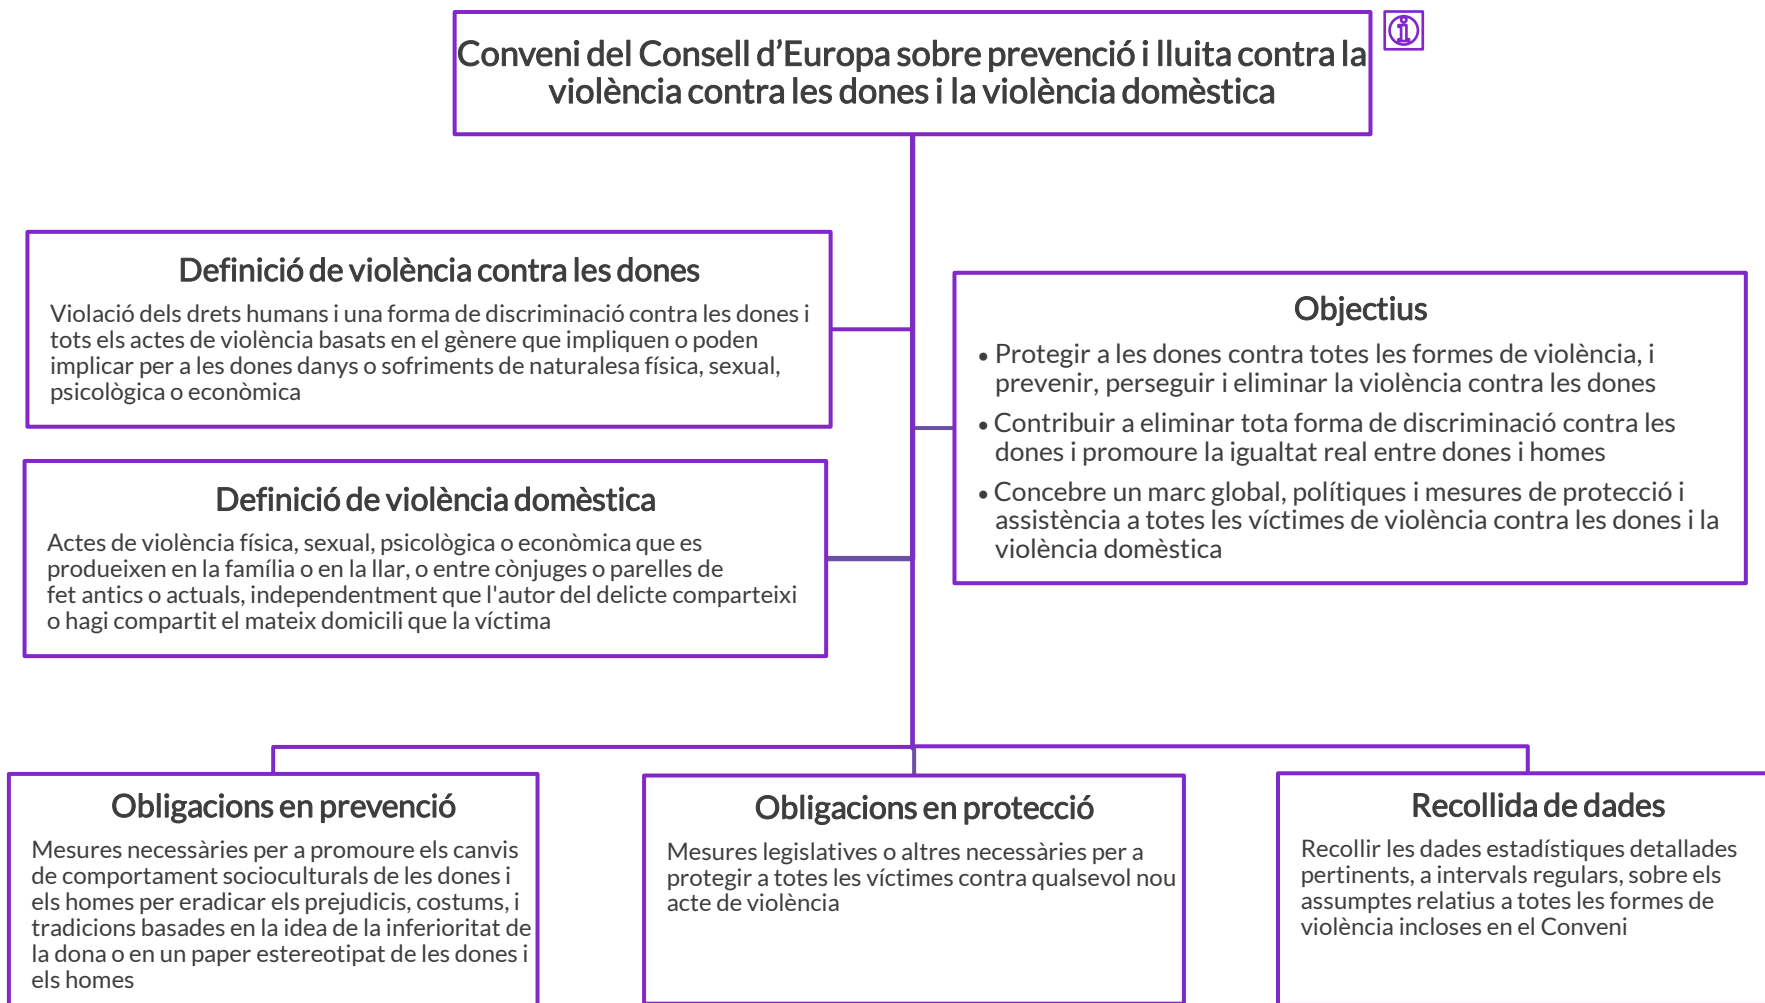 Conveni del Consell d’Europa sobre prevenció i lluita contra la
violència contra les dones i la violència domèstica
Definició de violència contra les dones
Violació dels drets humans i una forma de discriminació contra les dones i
tots els actes de violència basats en el gènere que impliquen o poden
implicar per a les dones danys o sofriments de naturalesa física, sexual,
psicològica o econòmica
Definició de violència domèstica
Actes de violència física, sexual, psicològica o econòmica que es
produeixen en la família o en la llar, o entre cònjuges o parelles de
fet antics o actuals, independentment que l'autor del delicte comparteixi
o hagi compartit el mateix domicili que la víctima
Objectius
• Protegir a les dones contra totes les formes de violència, i
prevenir, perseguir i eliminar la violència contra les dones
• Contribuir a eliminar tota forma de discriminació contra les
dones i promoure la igualtat real entre dones i homes
• Concebre un marc global, polítiques i mesures de protecció i
assistència a totes les víctimes de violència contra les dones i la
violència domèstica
Obligacions en prevenció
Mesures necessàries per a promoure els canvis
de comportament socioculturals de les dones i
els homes per eradicar els prejudicis, costums, i
tradicions basades en la idea de la inferioritat de
la dona o en un paper estereotipat de les dones i
els homes
Obligacions en protecció
Mesures legislatives o altres necessàries per a
protegir a totes les víctimes contra qualsevol nou
acte de violència
Recollida de dades
Recollir les dades estadístiques detallades
pertinents, a intervals regulars, sobre els
assumptes relatius a totes les formes de
violència incloses en el Conveni